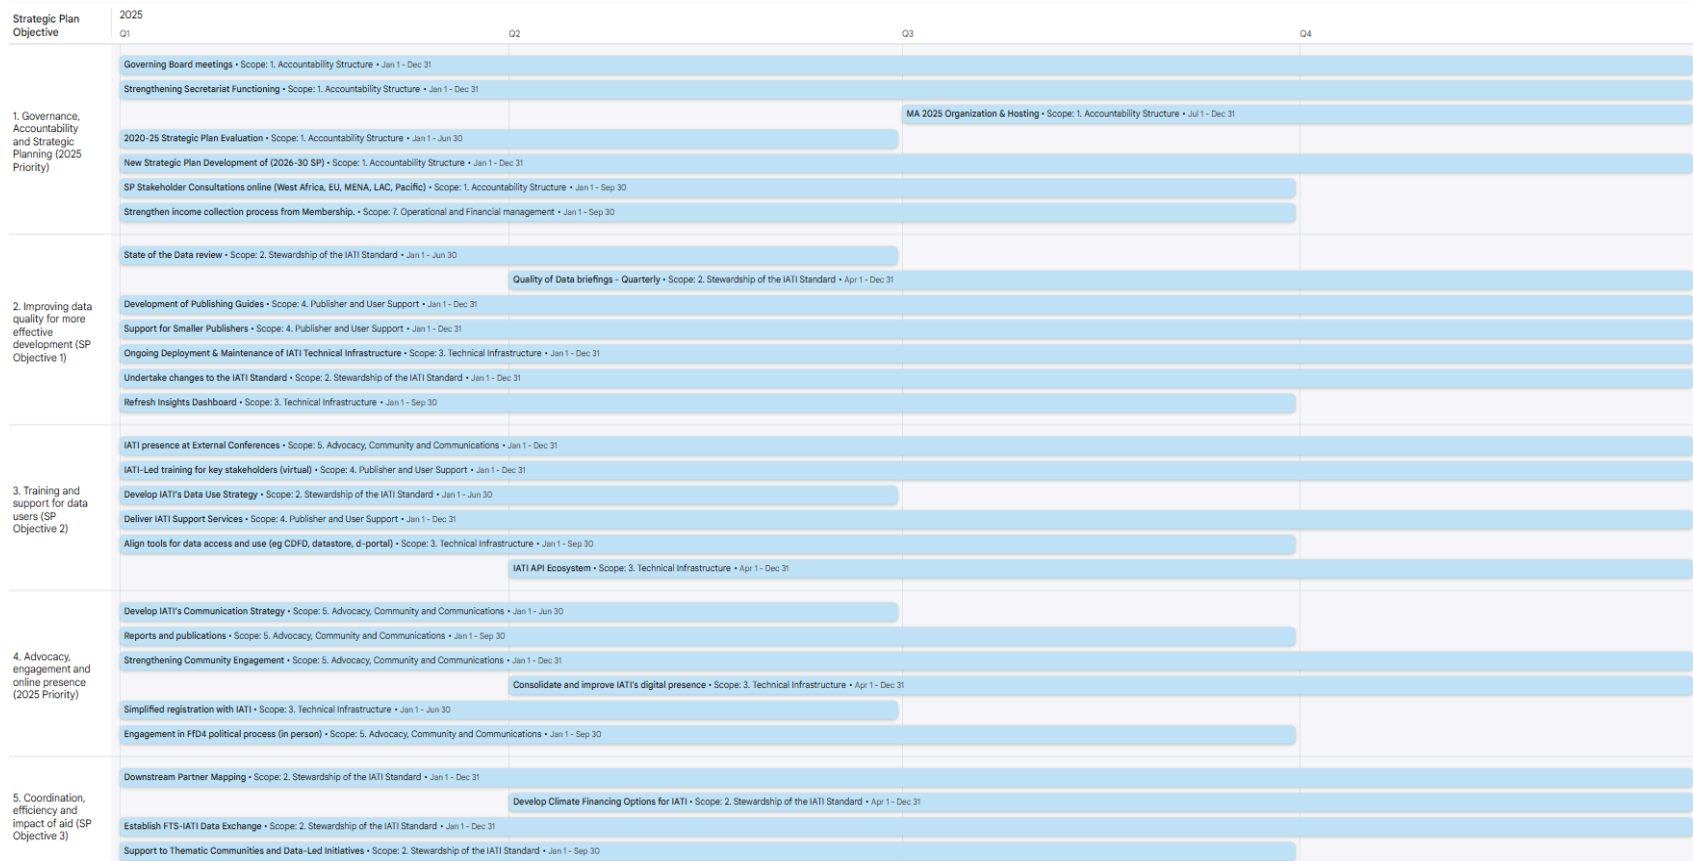 Strategic Plan
Objective
2025
Q1
Q2
Q3
Q4
1. Governance,
Accountability
and Strategic
Planning (2025
Priority)
Governing Board meetings • Scope: 1. Accountability Structure • Jan 1 - Dec 31
Strengthening Secretariat Functioning • Scope: 1. Accountability Structure • Jan 1 - Dec 31
MA 2025 Organization & Hosting • Scope: 1. Accountability Structure • Jul 1 - Dec 31
2020-25 Strategic Plan Evaluation • Scope: 1. Accountability Structure • Jan 1 - Jun 30
New Strategic Plan Development of (2026-30 SP) • Scope: 1. Accountability Structure • Jan 1 - Dec 31
SP Stakeholder Consultations online (West Africa, EU, MENA, LAC, Pacific) • Scope: 1. Accountability Structure • Jan 1 - Sep 30
Strengthen income collection process from Membership. • Scope: 7. Operational and Financial management • Jan 1 - Sep 30
2. Improving data
quality for more
effective
development (SP
Objective 1)
State of the Data review • Scope: 2. Stewardship of the IATI Standard • Jan 1 - Jun 30
Quality of Data briefings - Quarterly • Scope: 2. Stewardship of the IATI Standard • Apr 1 - Dec 31
Development of Publishing Guides • Scope: 4. Publisher and User Support • Jan 1 - Dec 31
Support for Smaller Publishers • Scope: 4. Publisher and User Support • Jan 1 - Dec 31
Ongoing Deployment & Maintenance of IATI Technical Infrastructure • Scope: 3. Technical Infrastructure • Jan 1 - Dec 31
Undertake changes to the IATI Standard • Scope: 2. Stewardship of the IATI Standard • Jan 1 - Dec 31
Refresh Insights Dashboard • Scope: 3. Technical Infrastructure • Jan 1 - Sep 30
3. Training and
support for data
users (SP
Objective 2)
IATI presence at External Conferences • Scope: 5. Advocacy, Community and Communications • Jan 1 - Dec 31
IATI-Led training for key stakeholders (virtual) • Scope: 4. Publisher and User Support • Jan 1 - Dec 31
Develop IATI's Data Use Strategy • Scope: 2. Stewardship of the IATI Standard • Jan 1 - Jun 30
Deliver IATI Support Services • Scope: 4. Publisher and User Support • Jan 1 - Dec 31
Align tools for data access and use (eg CDFD, datastore, d-portal) • Scope: 3. Technical Infrastructure • Jan 1 - Sep 30
IATI API Ecosystem • Scope: 3. Technical Infrastructure • Apr 1 - Dec 31
4. Advocacy,
engagement and
online presence
(2025 Priority)
Develop IATI's Communication Strategy • Scope: 5. Advocacy, Community and Communications • Jan 1 - Jun 30
Reports and publications • Scope: 5. Advocacy, Community and Communications • Jan 1 - Sep 30
Strengthening Community Engagement • Scope: 5. Advocacy, Community and Communications • Jan 1 - Dec 31
Consolidate and improve IATI's digital presence • Scope: 3. Technical Infrastructure • Apr 1 - Dec 31
Simplified registration with IATI • Scope: 3. Technical Infrastructure • Jan 1 - Jun 30
Engagement in FfD4 political process (in person) • Scope: 5. Advocacy, Community and Communications • Jan 1 - Sep 30
5. Coordination,
efficiency and
impact of aid (SP
Objective 3)
Downstream Partner Mapping • Scope: 2. Stewardship of the IATI Standard • Jan 1 - Dec 31
Develop Climate Financing Options for IATI • Scope: 2. Stewardship of the IATI Standard • Apr 1 - Dec 31
Establish FTS-IATI Data Exchange • Scope: 2. Stewardship of the IATI Standard • Jan 1 - Dec 31
Support to Thematic Communities and Data-Led Initiatives • Scope: 2. Stewardship of the IATI Standard • Jan 1 - Sep 30